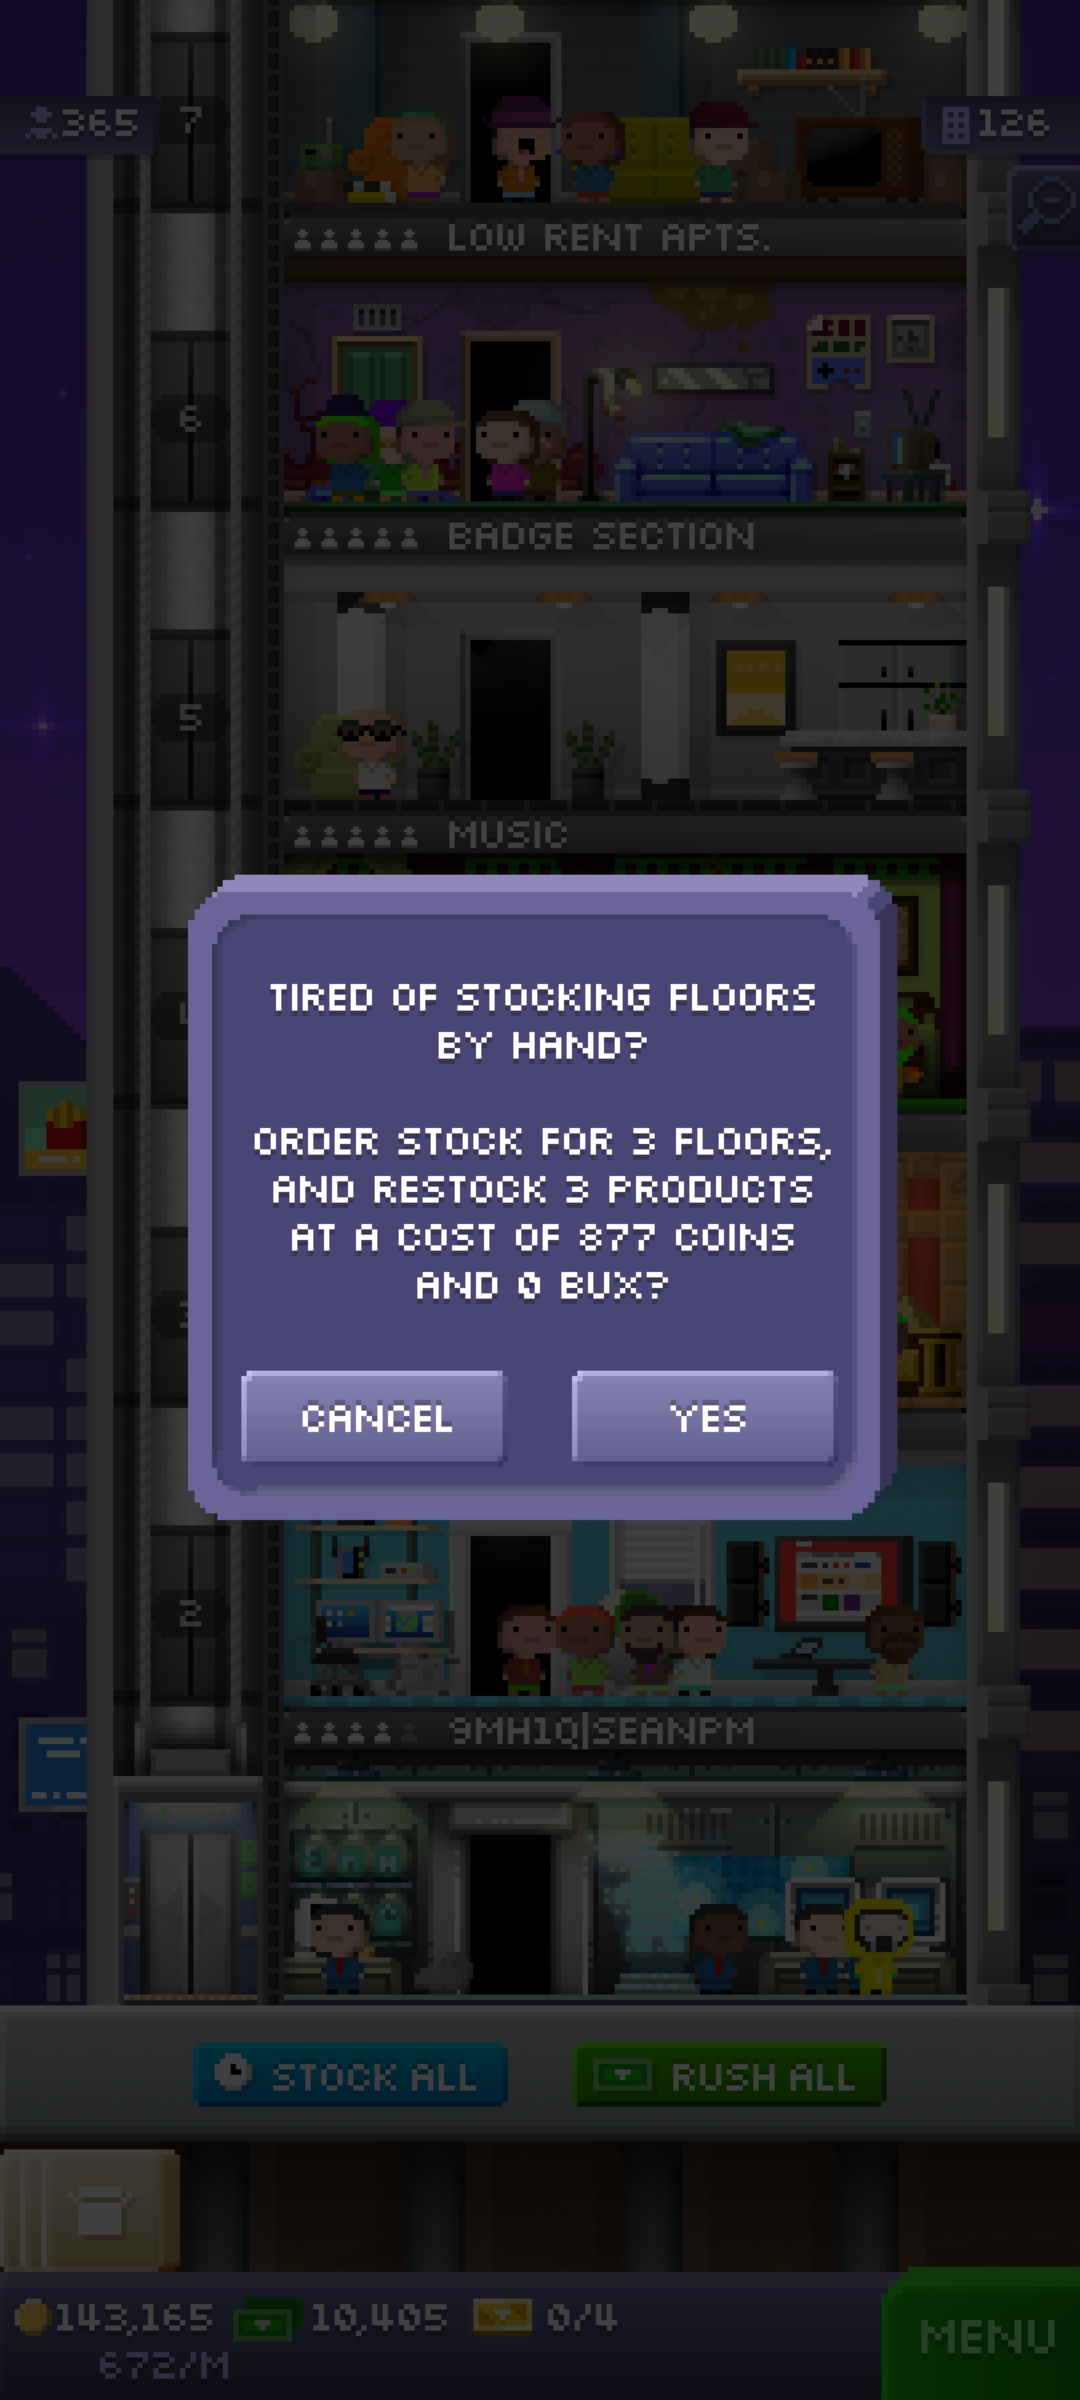 365
7
126
LOW RENT APTS.
6
BADGE SECTION
5
MUSIC
TIRED OF STOCKING FLOORS
BY HAND?
ORDER STOCK FOR 3 FLOORS,
AND RESTOCK 3 PRODUCTS
AT A COST OF 877 COINS
AND 0 BUX?
CANCEL
YES
2
9MH1Q|SEANPM
STOCK ALL
RUSH ALL
143,165
10,405
0/4
672/M
MENU